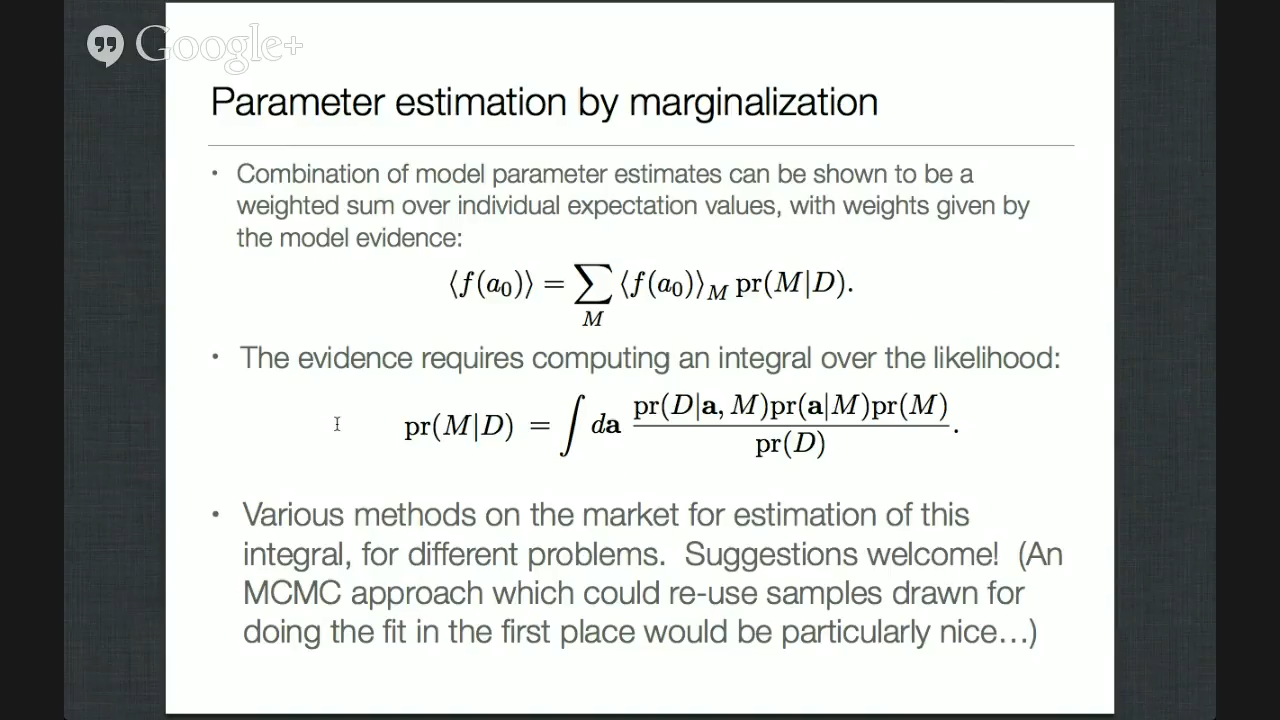 Google+
Parameter estimation by marginalization
• Combination of model parameter estimates can be shown to be a
weighted sum over individual expectation values, with weights given by
the model evidence:
⟨f(a₀)⟩ = ∑_M ⟨f(a₀)⟩_M pr(M|D).
• The evidence requires computing an integral over the likelihood:
pr(M|D) = ∫ d𝐚 pr(D|𝐚, M)pr(𝐚|M)pr(M) / pr(D) .
• Various methods on the market for estimation of this
integral, for different problems. Suggestions welcome! (An
MCMC approach which could re-use samples drawn for
doing the fit in the first place would be particularly nice…)